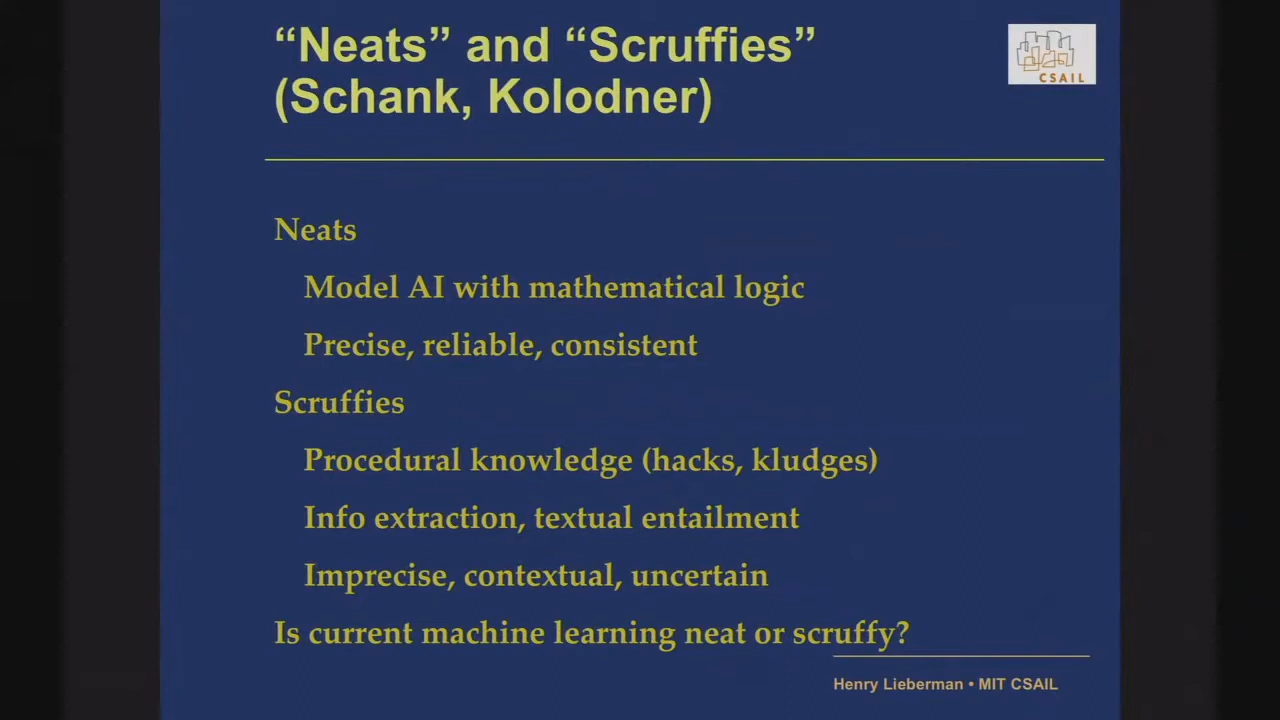 “Neats” and “Scruffies”
(Schank, Kolodner)
CSAIL
Neats
Model AI with mathematical logic
Precise, reliable, consistent
Scruffies
Procedural knowledge (hacks, kludges)
Info extraction, textual entailment
Imprecise, contextual, uncertain
Is current machine learning neat or scruffy?
Henry Lieberman • MIT CSAIL